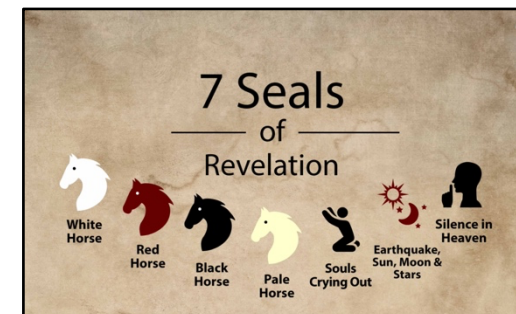 7 Seals
of
Revelation
White
Horse
Red
Horse
Black
Horse
Pale
Horse
Souls
Crying Out
Earthquake,
Sun, Moon &
Stars
Silence in
Heaven